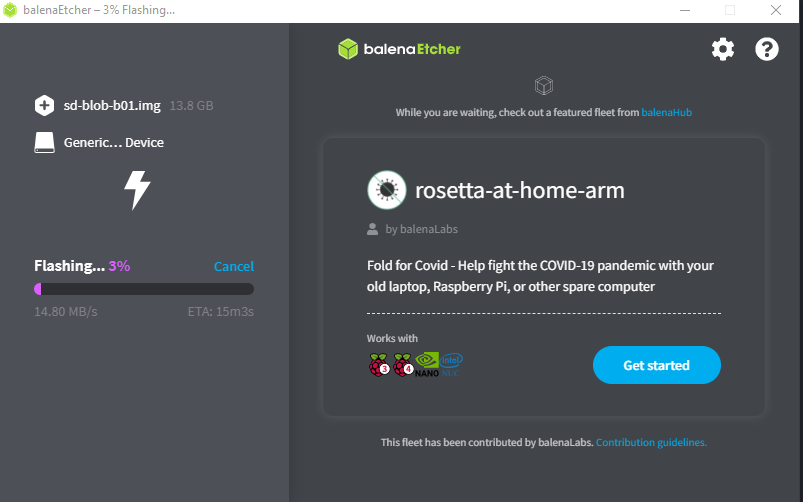 balenaEtcher – 3% Flashing...
balenaEtcher
sd-blob-b01.img 13.8 GB
Generic... Device
Flashing... 3% Cancel
14.80 MB/s ETA: 15m3s
While you are waiting, check out a featured fleet from balenaHub
rosetta-at-home-arm
by balenaLabs
Fold for Covid - Help fight the COVID-19 pandemic with your
old laptop, Raspberry Pi, or other spare computer
Works with
3 4 NANO intel NUC
Get started
This fleet has been contributed by balenaLabs. Contribution guidelines.